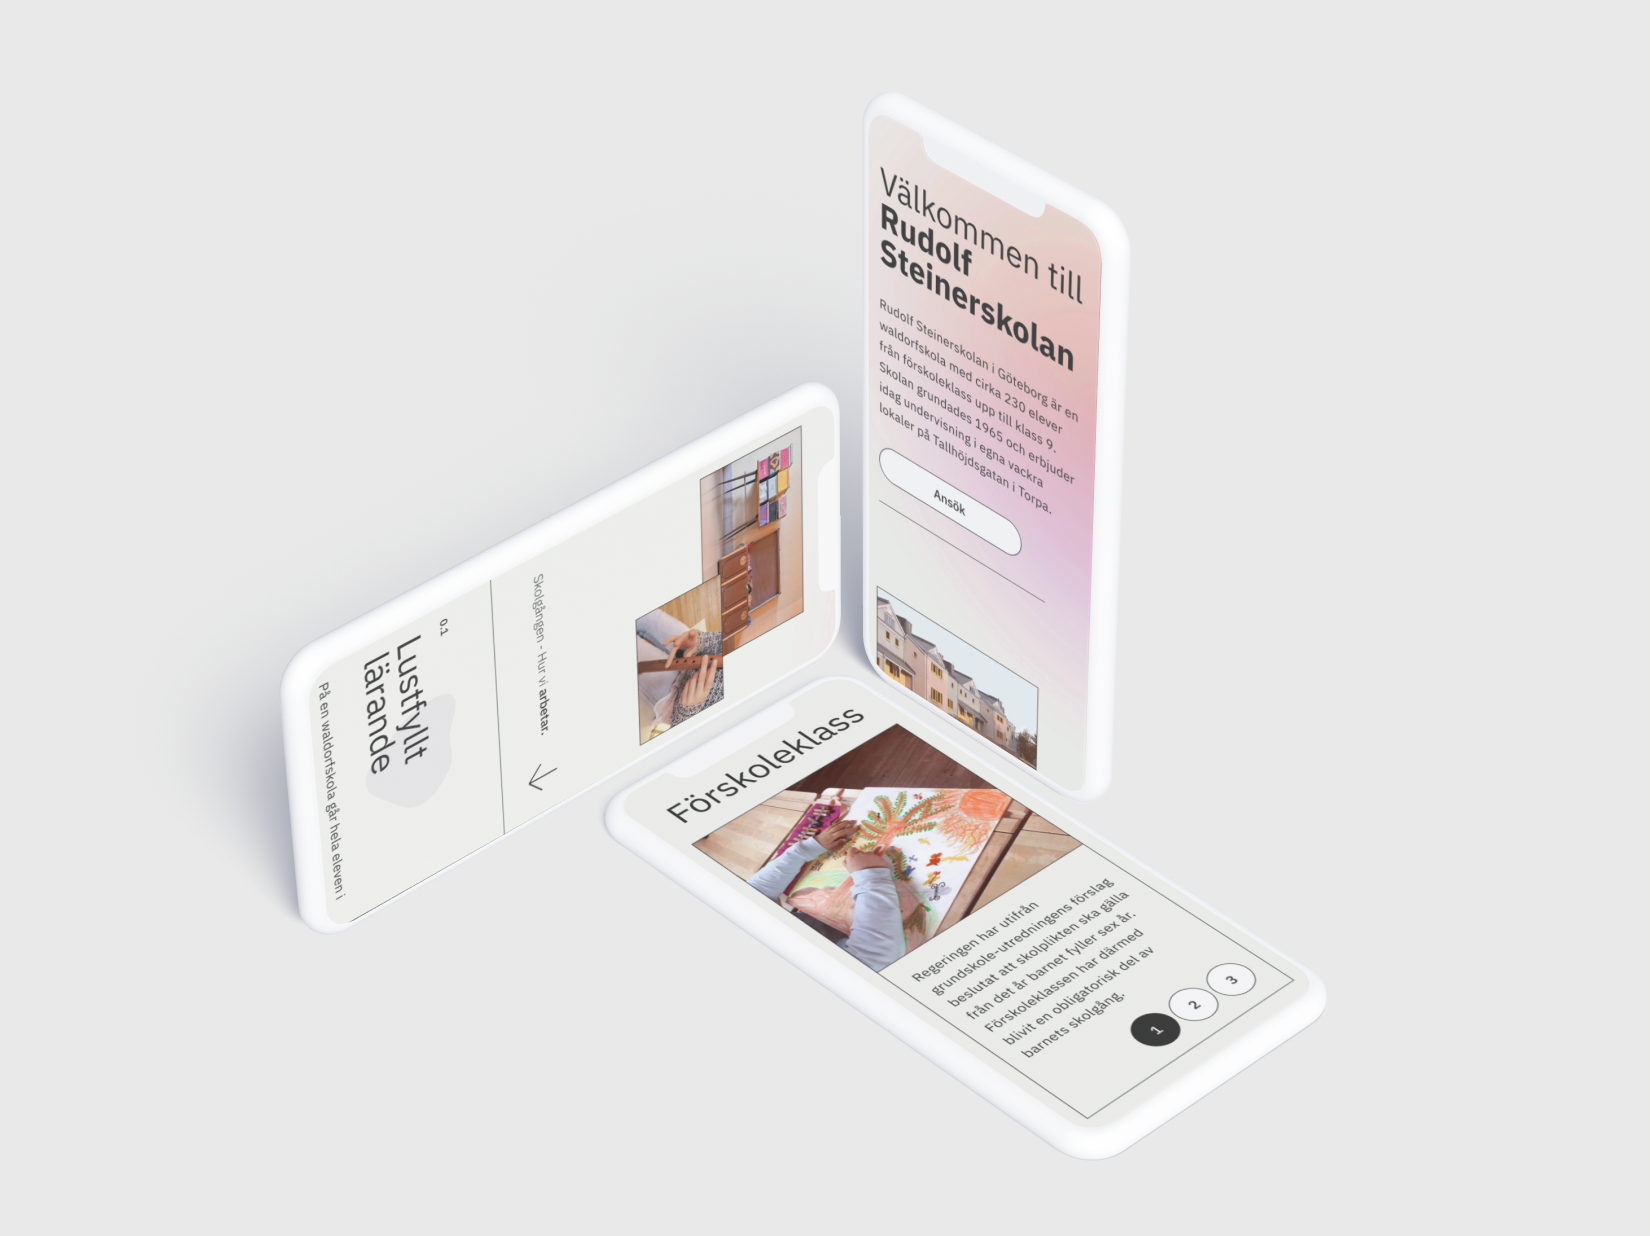 Välkommen till
Rudolf
Steinerskolan
Rudolf Steinerskolan i Göteborg är en
waldorfskola med cirka 230 elever
från förskoleklass upp till klass 9.
Skolan grundades 1965 och erbjuder
idag undervisning i egna vackra
lokaler på Tallhöjdsgatan i Torpa.
Ansök
Skolgången - Hur vi arbetar.
0.1
Lustfyllt
lärande
På en waldorfskola går hela eleven i
Förskoleklass
Regeringen har utifrån
grundskole-utredningens förslag
beslutat att skolplikten ska gälla
från det år barnet fyller sex år.
Förskoleklassen har därmed
blivit en obligatorisk del av
barnets skolgång.
1
2
3